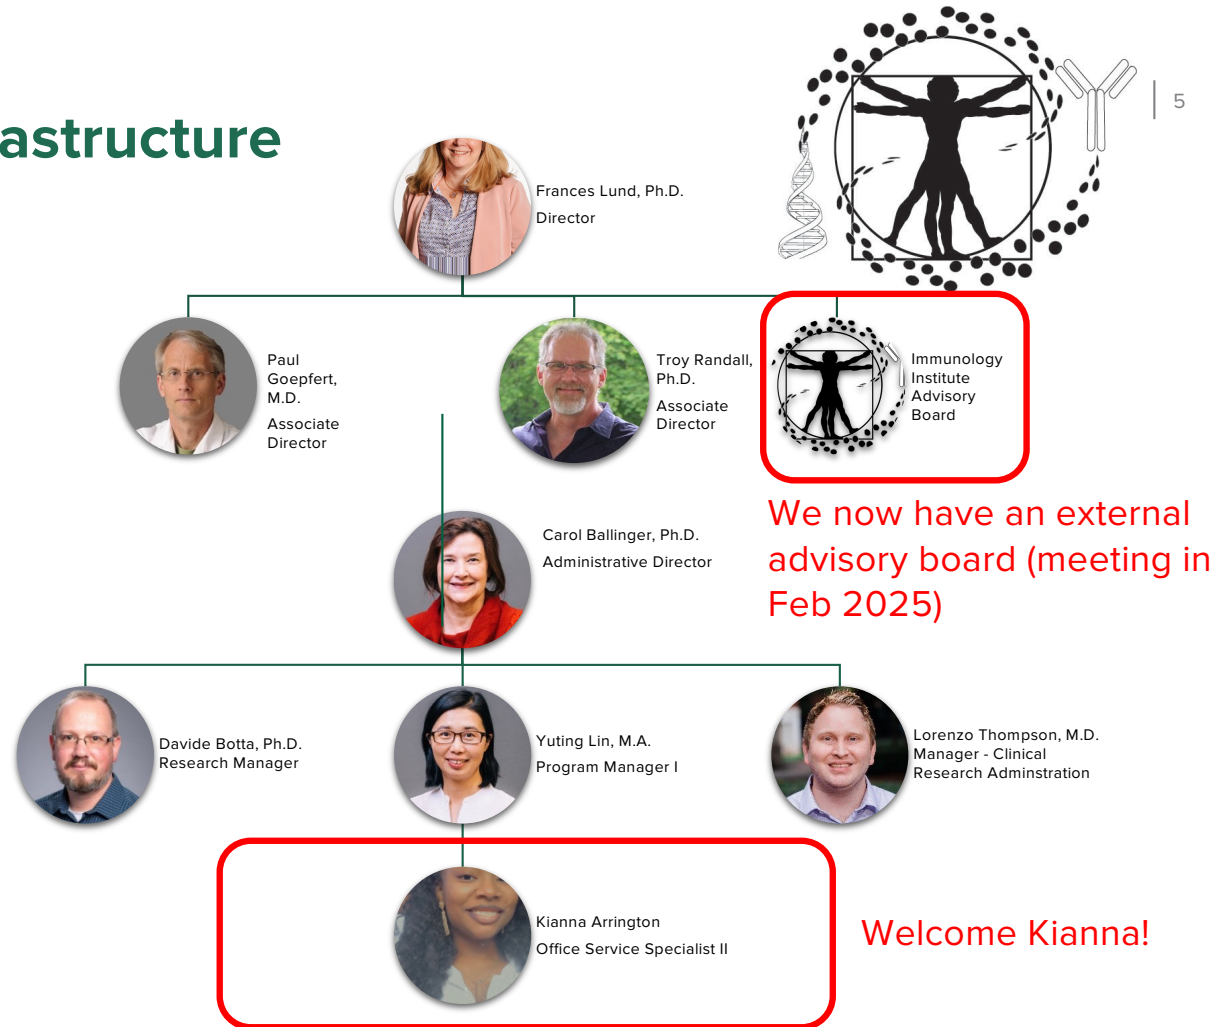 5
astructure
Frances Lund, Ph.D.
Director
Paul
Goepfert,
M.D.
Associate
Director
Troy Randall,
Ph.D.
Associate
Director
Immunology
Institute
Advisory
Board
We now have an external
advisory board (meeting in
Feb 2025)
Carol Ballinger, Ph.D.
Administrative Director
Davide Botta, Ph.D.
Research Manager
Yuting Lin, M.A.
Program Manager I
Lorenzo Thompson, M.D.
Manager - Clinical
Research Adminstration
Kianna Arrington
Office Service Specialist II
Welcome Kianna!